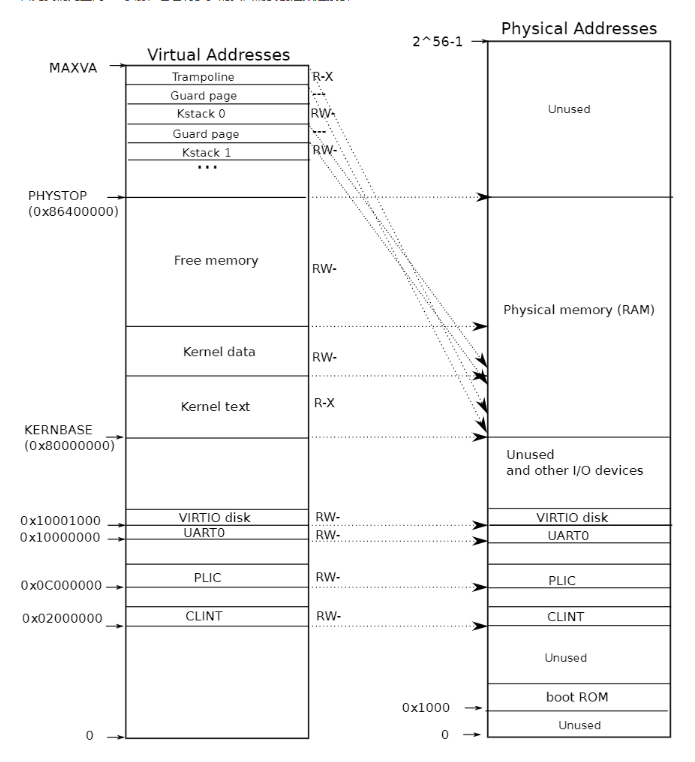 Virtual Addresses
MAXVA
Trampoline
R-X
Guard page
---
Kstack 0
RW-
Guard page
---
Kstack 1
RW-
...
PHYSTOP
(0x86400000)
Free memory
RW-
Kernel data
RW-
Kernel text
R-X
KERNBASE
(0x80000000)
0x10001000
VIRTIO disk
RW-
0x10000000
UART0
RW-
0x0C000000
PLIC
RW-
0x02000000
CLINT
RW-
0
Physical Addresses
2^56-1
Unused
Physical memory (RAM)
Unused
and other I/O devices
VIRTIO disk
UART0
PLIC
CLINT
Unused
boot ROM
0x1000
Unused
0